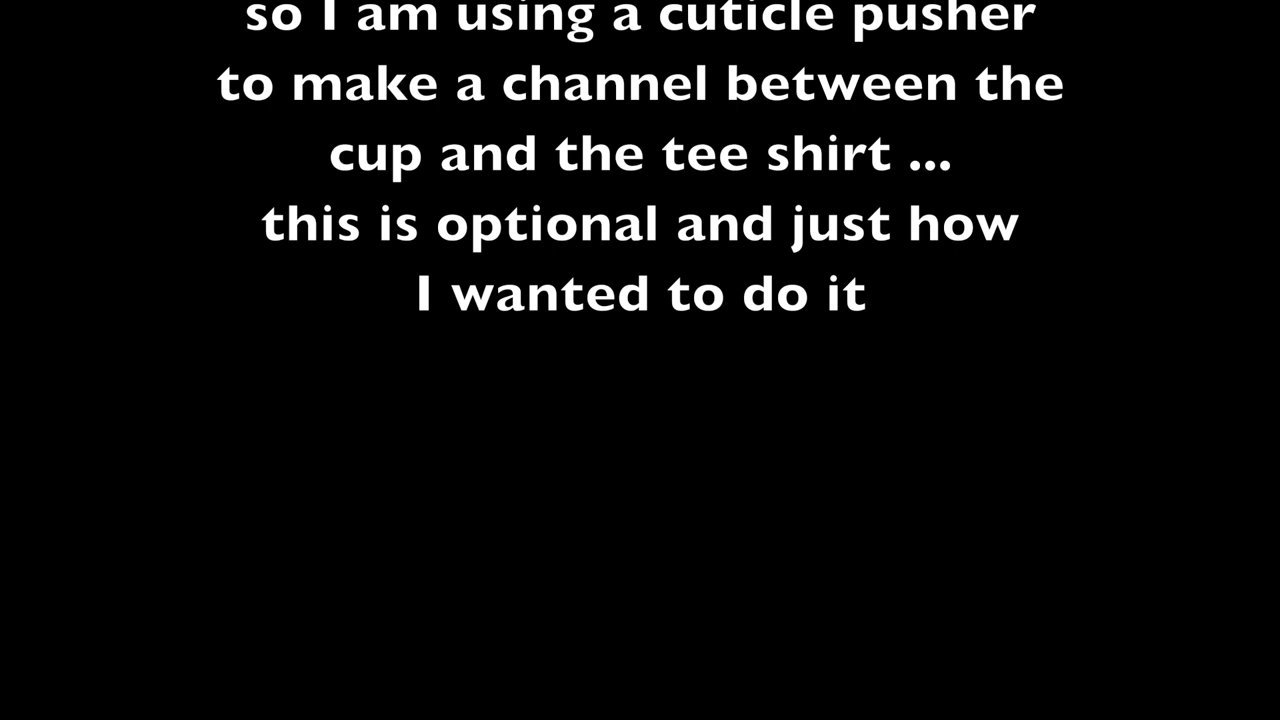 so I am using a cuticle pusher
to make a channel between the
cup and the tee shirt ...
this is optional and just how
I wanted to do it